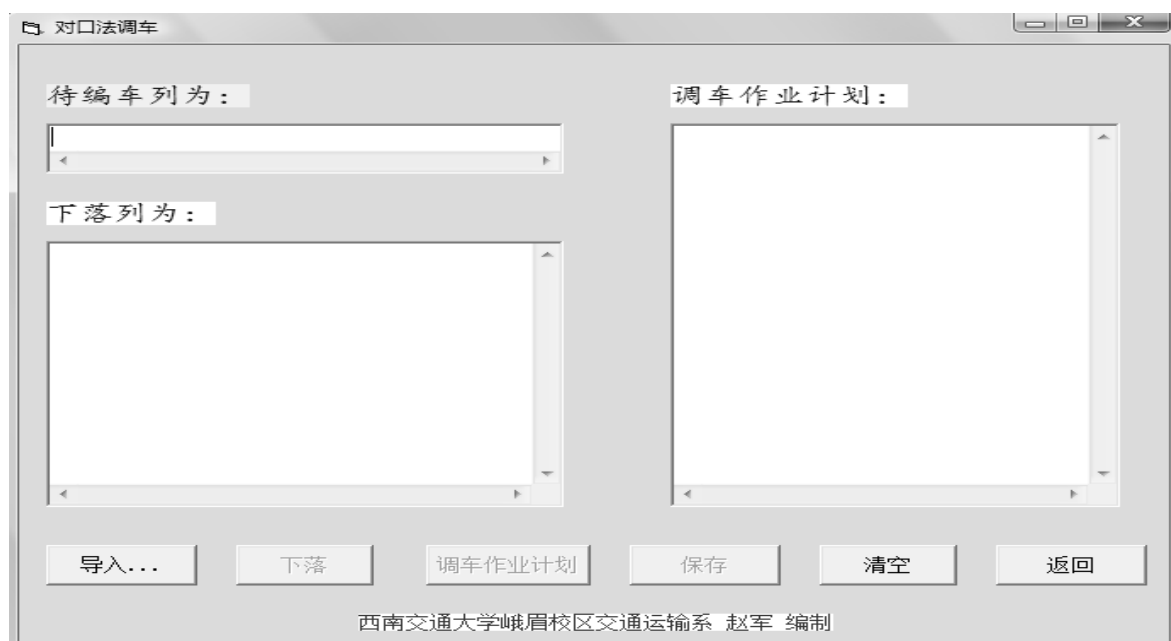 对口法调车
待编车列为：
调车作业计划：
下落列为：
导入... 下落 调车作业计划 保存 清空 返回
西南交通大学峨眉校区交通运输系 赵军 编制